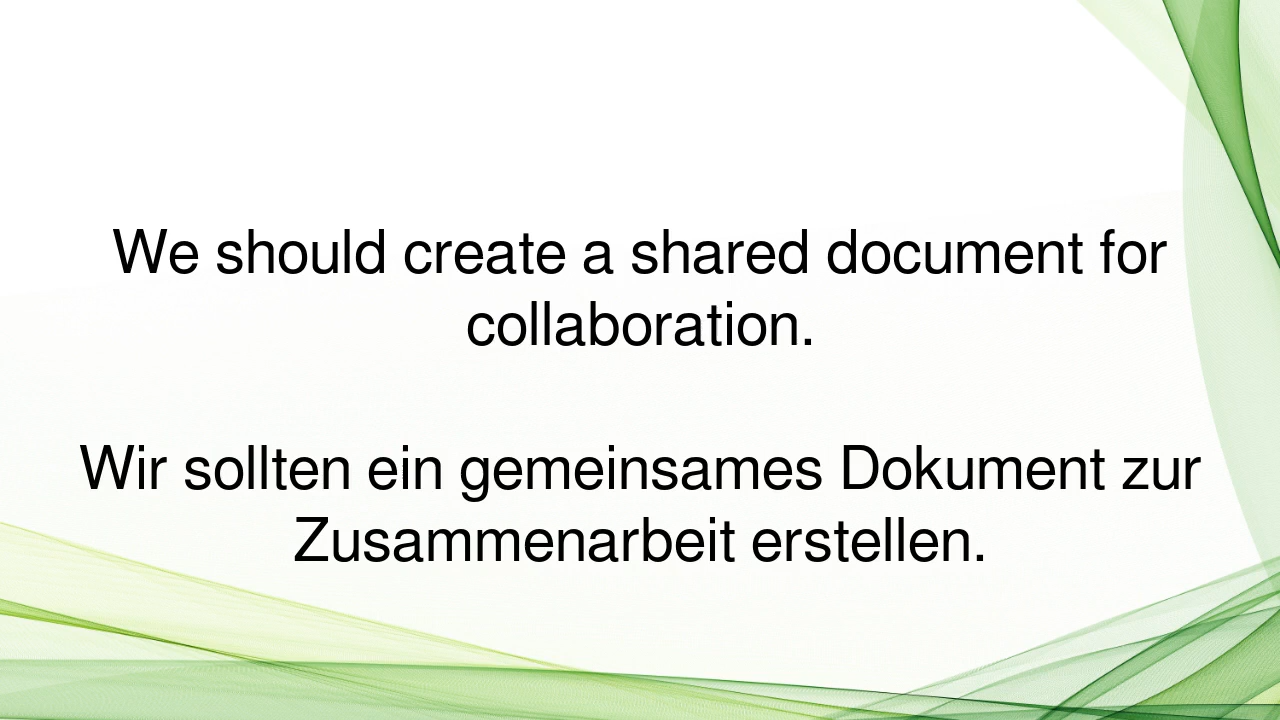 We should create a shared document for
collaboration.
Wir sollten ein gemeinsames Dokument zur
Zusammenarbeit erstellen.